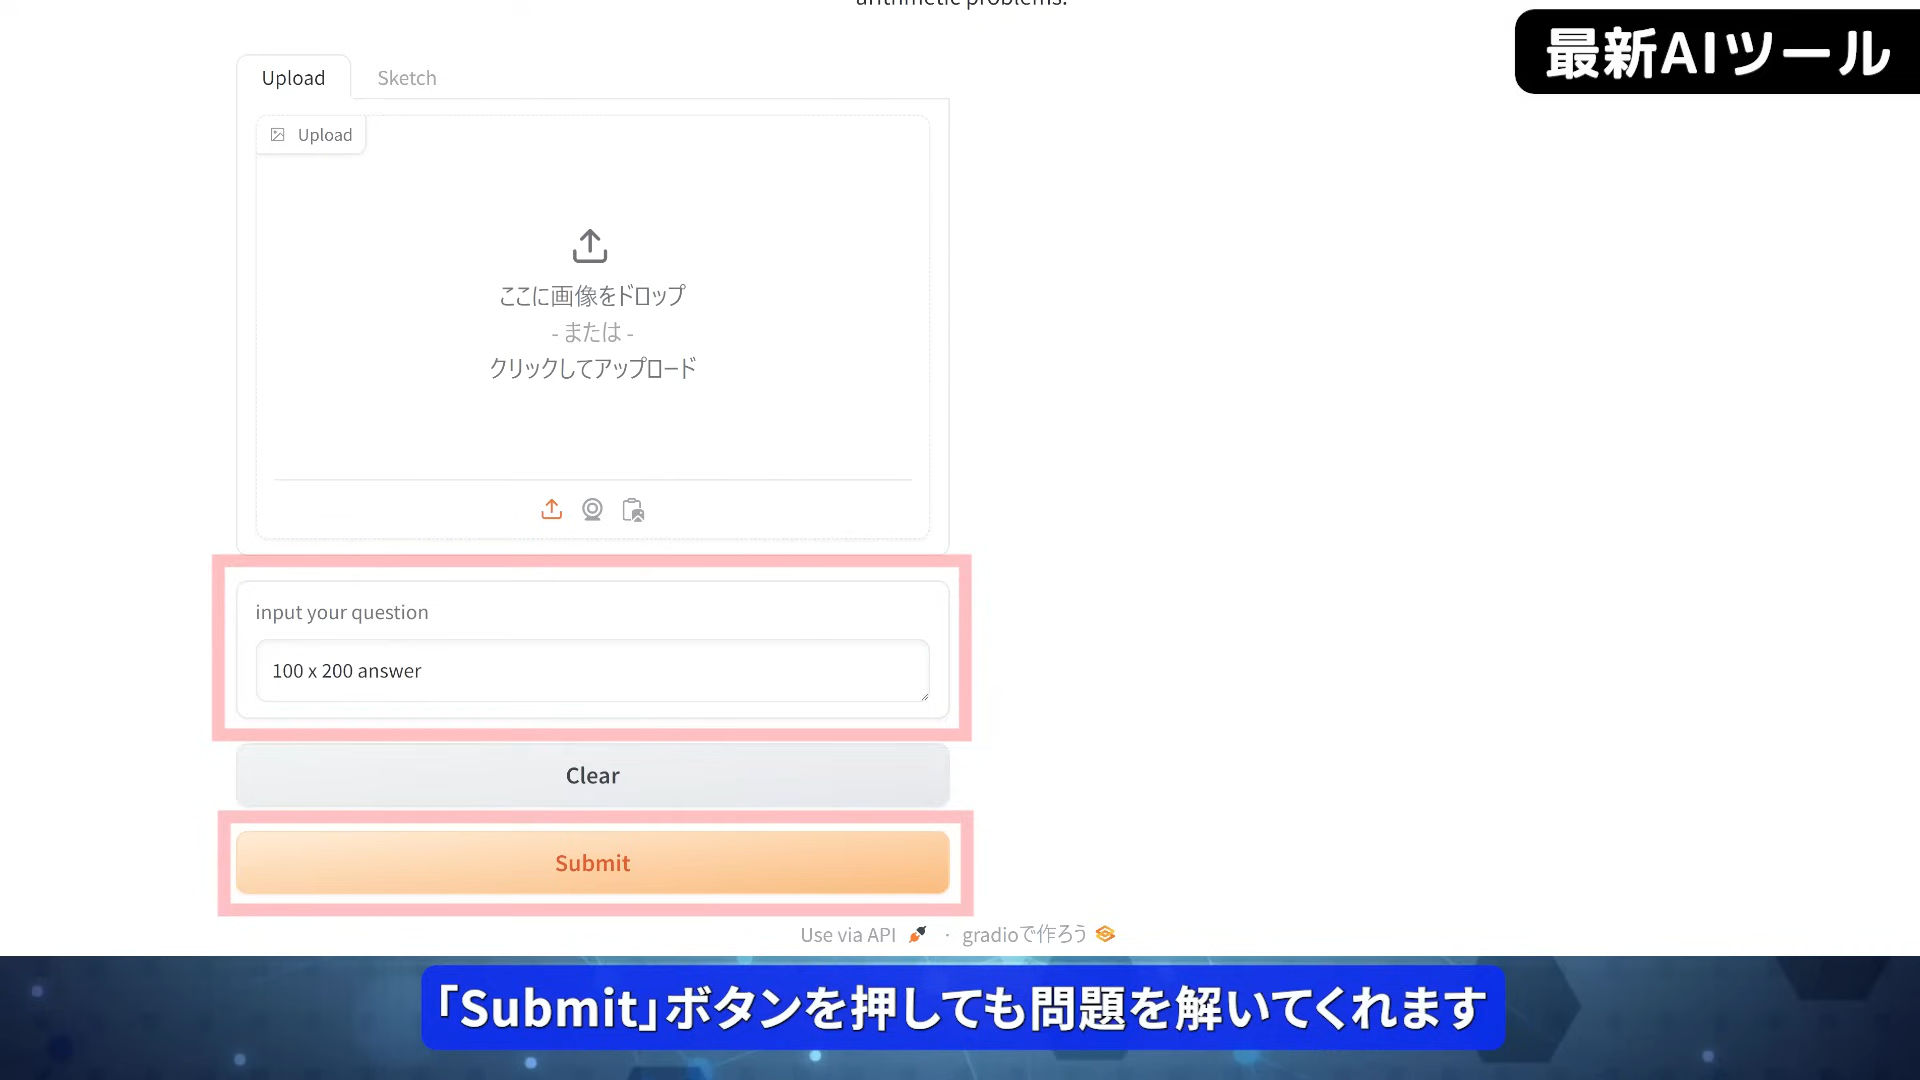 arithmetic problems.
最新AIツール
Upload
Sketch
Upload
ここに画像をドロップ
- または -
クリックしてアップロード
input your question
100 x 200 answer
Clear
Submit
Use via API · gradioで作ろう
「Submit」ボタンを押しても問題を解いてくれます